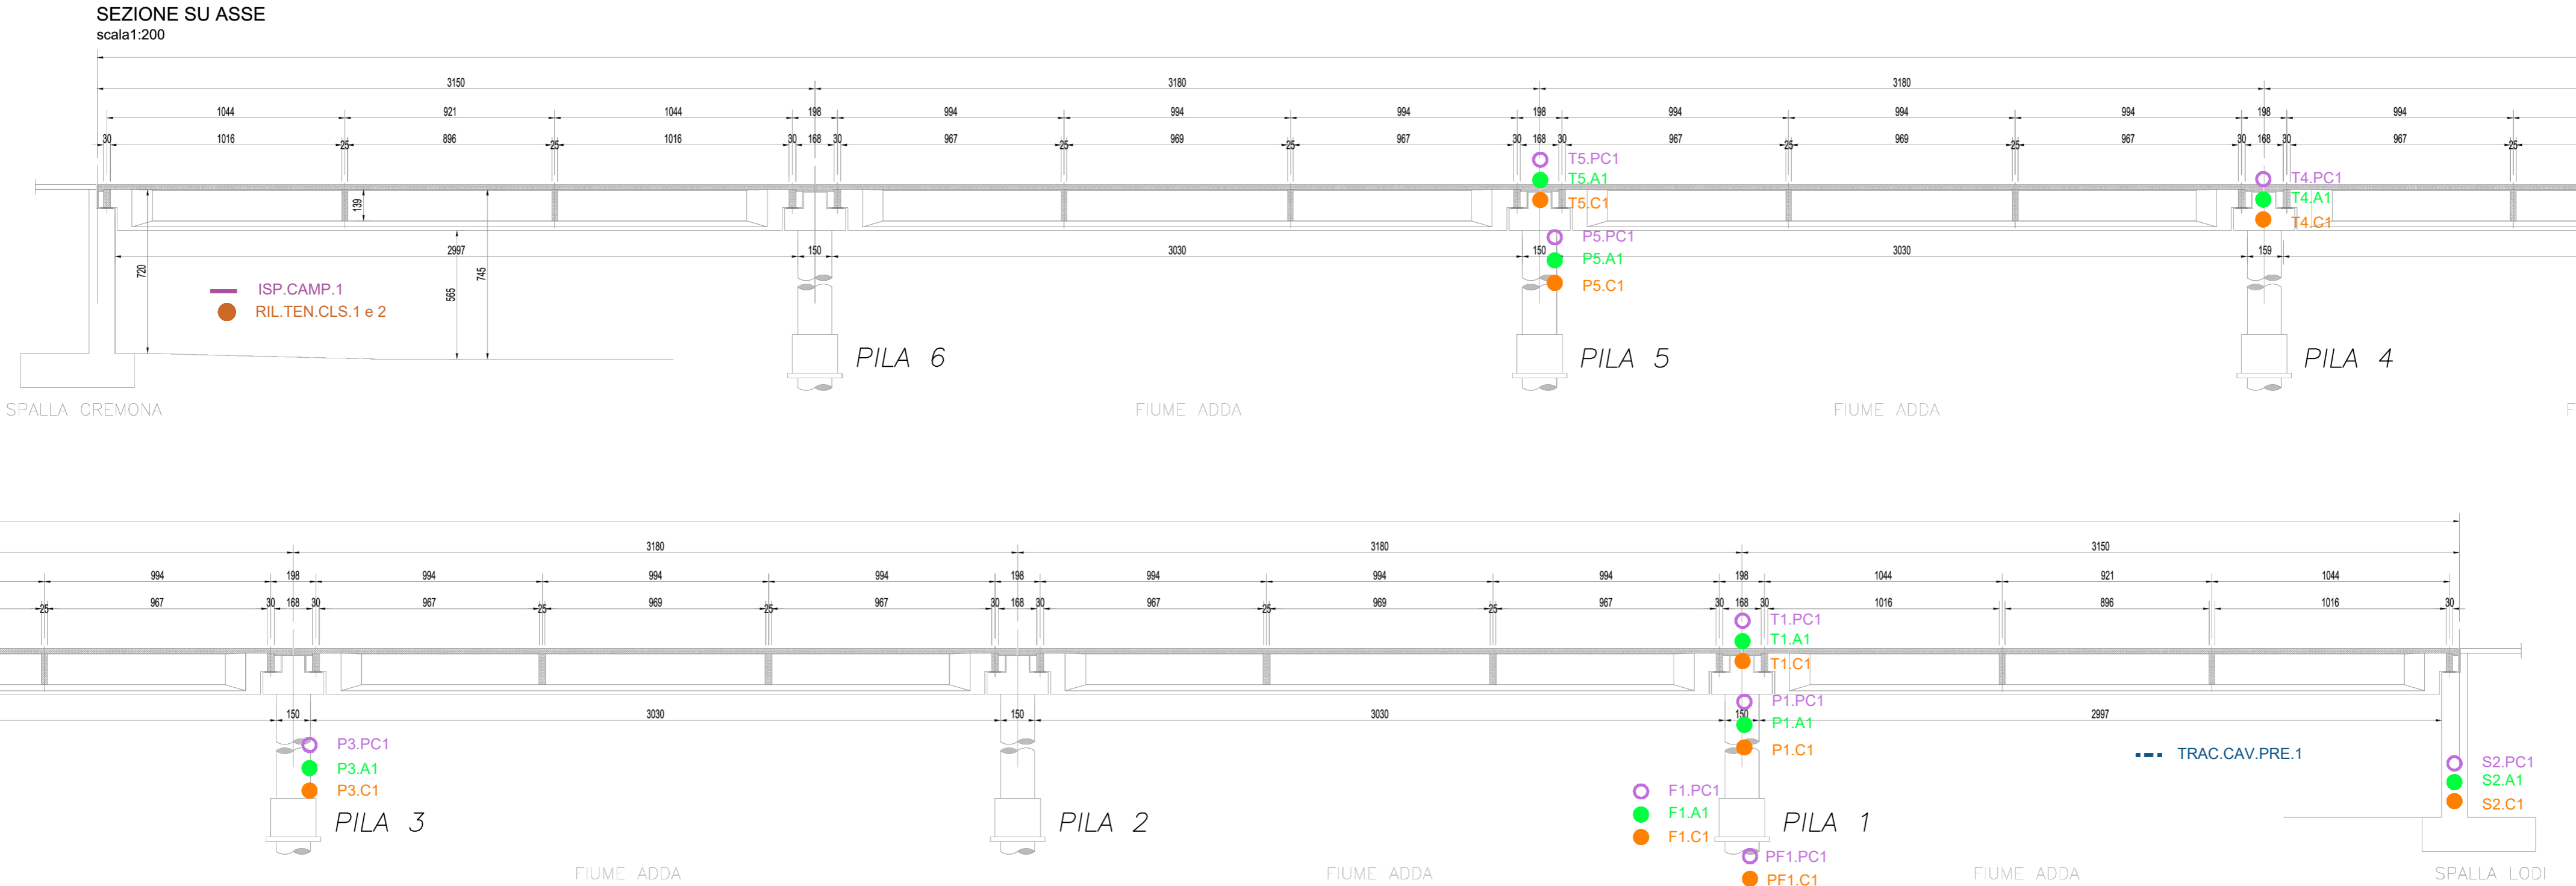 SEZIONE SU ASSE
scala1:200
3150 3180 3180
1044 921 1044 198 994 994 994 198 994 994 994 198 994
30 1016 25 896 25 1016 30 168 30 967 25 969 25 967 30 168 30 967 25 969 25 967 30 168 30 967 25
T5.PC1
T5.A1
T5.C1
T4.PC1
T4.A1
T4.C1
139
P5.PC1
P5.A1
P5.C1
2997 150 3030 150 3030 159
720 565 745
ISP.CAMP.1
RIL.TEN.CLS.1 e 2
PILA 6 PILA 5 PILA 4
SPALLA CREMONA FIUME ADDA FIUME ADDA F
3180 3180 3150
994 198 994 994 994 198 994 994 994 198 1044 921 1044
25 967 30 168 30 967 25 969 25 967 30 168 30 967 25 969 25 967 30 168 30 1016 896 1016 30
T1.PC1
T1.A1
T1.C1
P1.PC1
P1.A1
P1.C1
150 3030 150 3030 150 2997
P3.PC1
P3.A1
P3.C1
TRAC.CAV.PRE.1
S2.PC1
S2.A1
S2.C1
F1.PC1
F1.A1
F1.C1
PILA 3 PILA 2 PILA 1
PF1.PC1
PF1.C1
FIUME ADDA FIUME ADDA FIUME ADDA SPALLA LODI